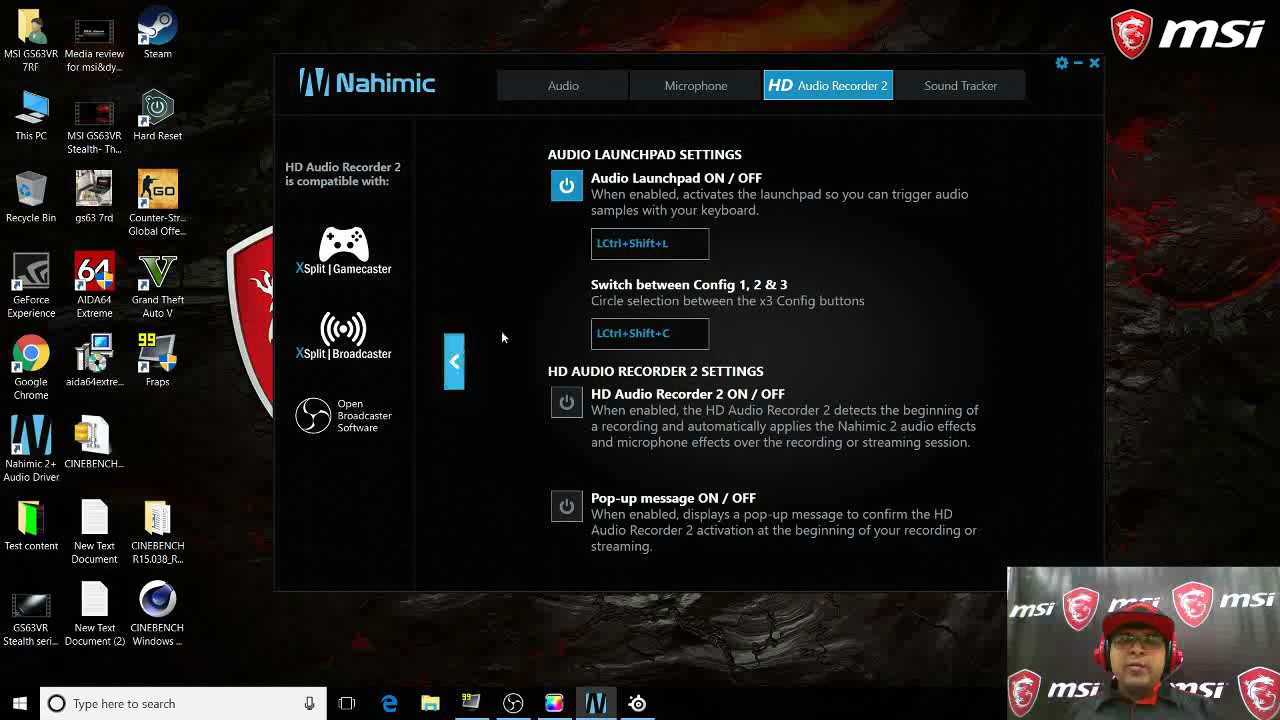 MSI GS63VR
7RF
Media review
for msi&dy...
Steam
This PC
MSI GS63VR
Stealth- Th...
Hard Reset
Recycle Bin
gs63 7rd
GO
Counter-Str...
Global Offe...
GeForce
Experience
64
AIDA64
Extreme
V
Grand Theft
Auto V
Google
Chrome
aida64extre...
99
Fraps
Nahimic 2+
Audio Driver
CINEBENCH...
Test content
New Text
Document
CINEBENCH
R15.038_R...
GS63VR
Stealth seri...
New Text
Document (2)
CINEBENCH
Windows ...
msi
Nahimic
Audio
Microphone
HD Audio Recorder 2
Sound Tracker
HD Audio Recorder 2
is compatible with:
XSplit | Gamecaster
XSplit | Broadcaster
Open
Broadcaster
Software
AUDIO LAUNCHPAD SETTINGS
Audio Launchpad ON / OFF
When enabled, activates the launchpad so you can trigger audio
samples with your keyboard.
LCtrl+Shift+L
Switch between Config 1, 2 & 3
Circle selection between the x3 Config buttons
LCtrl+Shift+C
HD AUDIO RECORDER 2 SETTINGS
HD Audio Recorder 2 ON / OFF
When enabled, the HD Audio Recorder 2 detects the beginning of
a recording and automatically applies the Nahimic 2 audio effects
and microphone effects over the recording or streaming session.
Pop-up message ON / OFF
When enabled, displays a pop-up message to confirm the HD
Audio Recorder 2 activation at the beginning of your recording or
streaming.
msi msi msi
msi msi
Type here to search
99